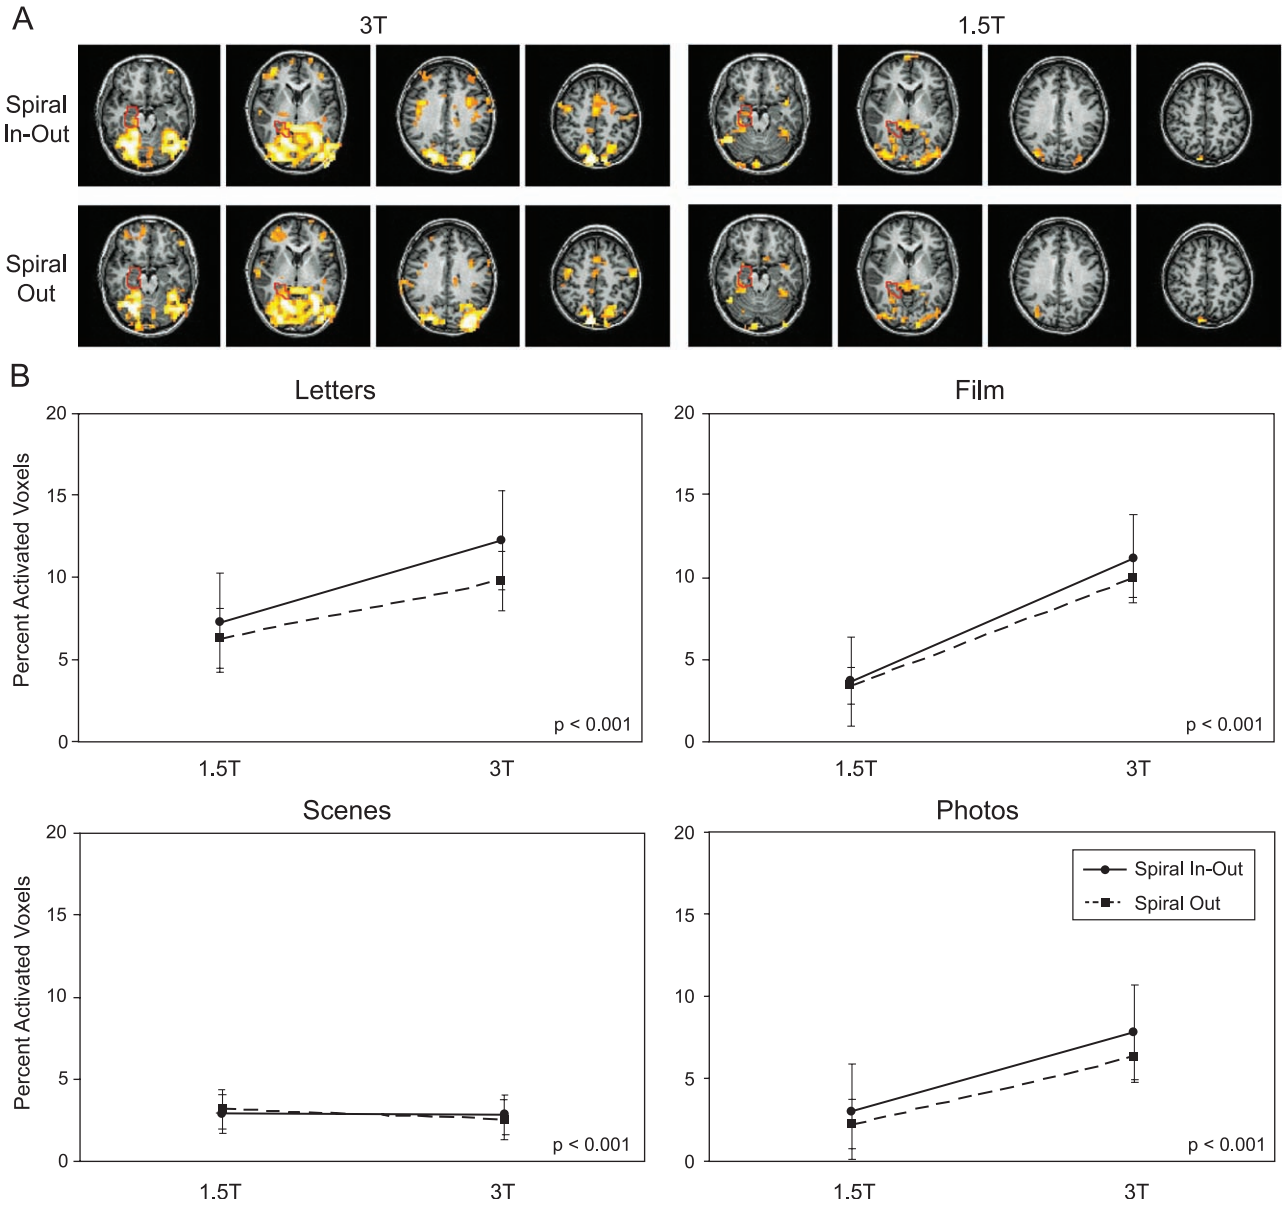 A
3T
1.5T
Spiral
In-Out
Spiral
Out
B
Letters
Percent Activated Voxels
20
15
10
5
0
1.5T
3T
p < 0.001
Film
20
15
10
5
0
1.5T
3T
p < 0.001
Scenes
Percent Activated Voxels
20
15
10
5
0
1.5T
3T
p < 0.001
Photos
20
15
10
5
0
1.5T
3T
Spiral In-Out
Spiral Out
p < 0.001